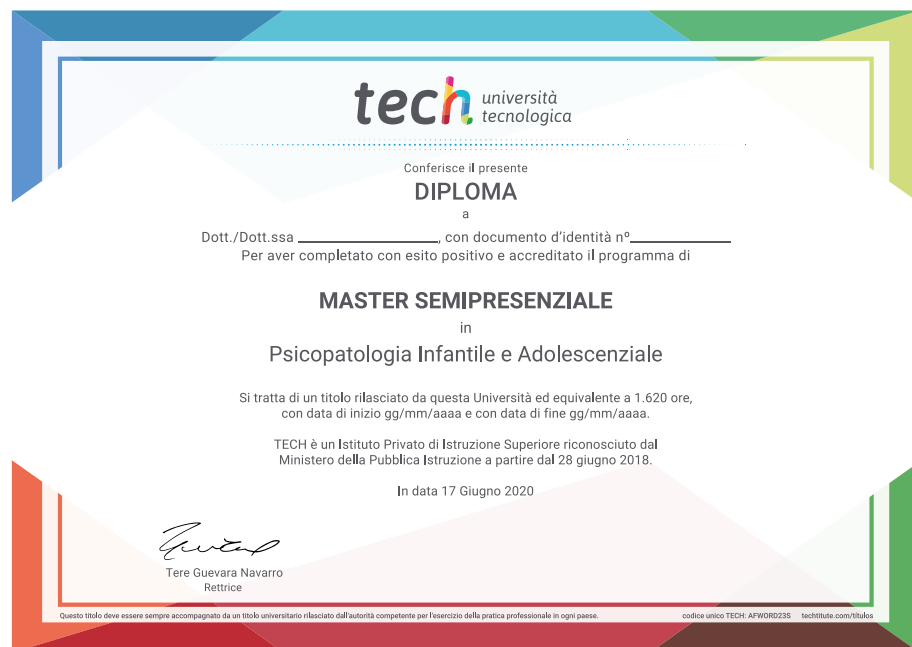 tech università
tecnologica
Conferisce il presente
DIPLOMA
a
Dott./Dott.ssa ________________, con documento d'identità nº____________
Per aver completato con esito positivo e accreditato il programma di
MASTER SEMIPRESENZIALE
in
Psicopatologia Infantile e Adolescenziale
Si tratta di un titolo rilasciato da questa Università ed equivalente a 1.620 ore,
con data di inizio gg/mm/aaaa e con data di fine gg/mm/aaaa.
TECH è un Istituto Privato di Istruzione Superiore riconosciuto dal
Ministero della Pubblica Istruzione a partire dal 28 giugno 2018.
In data 17 Giugno 2020
Tere Guevara Navarro
Rettrice
Questo titolo deve essere sempre accompagnato da un titolo universitario rilasciato dall'autorità competente per l'esercizio della pratica professionale in ogni paese. codice unico TECH: AFWORD23S techtitute.com/titulos